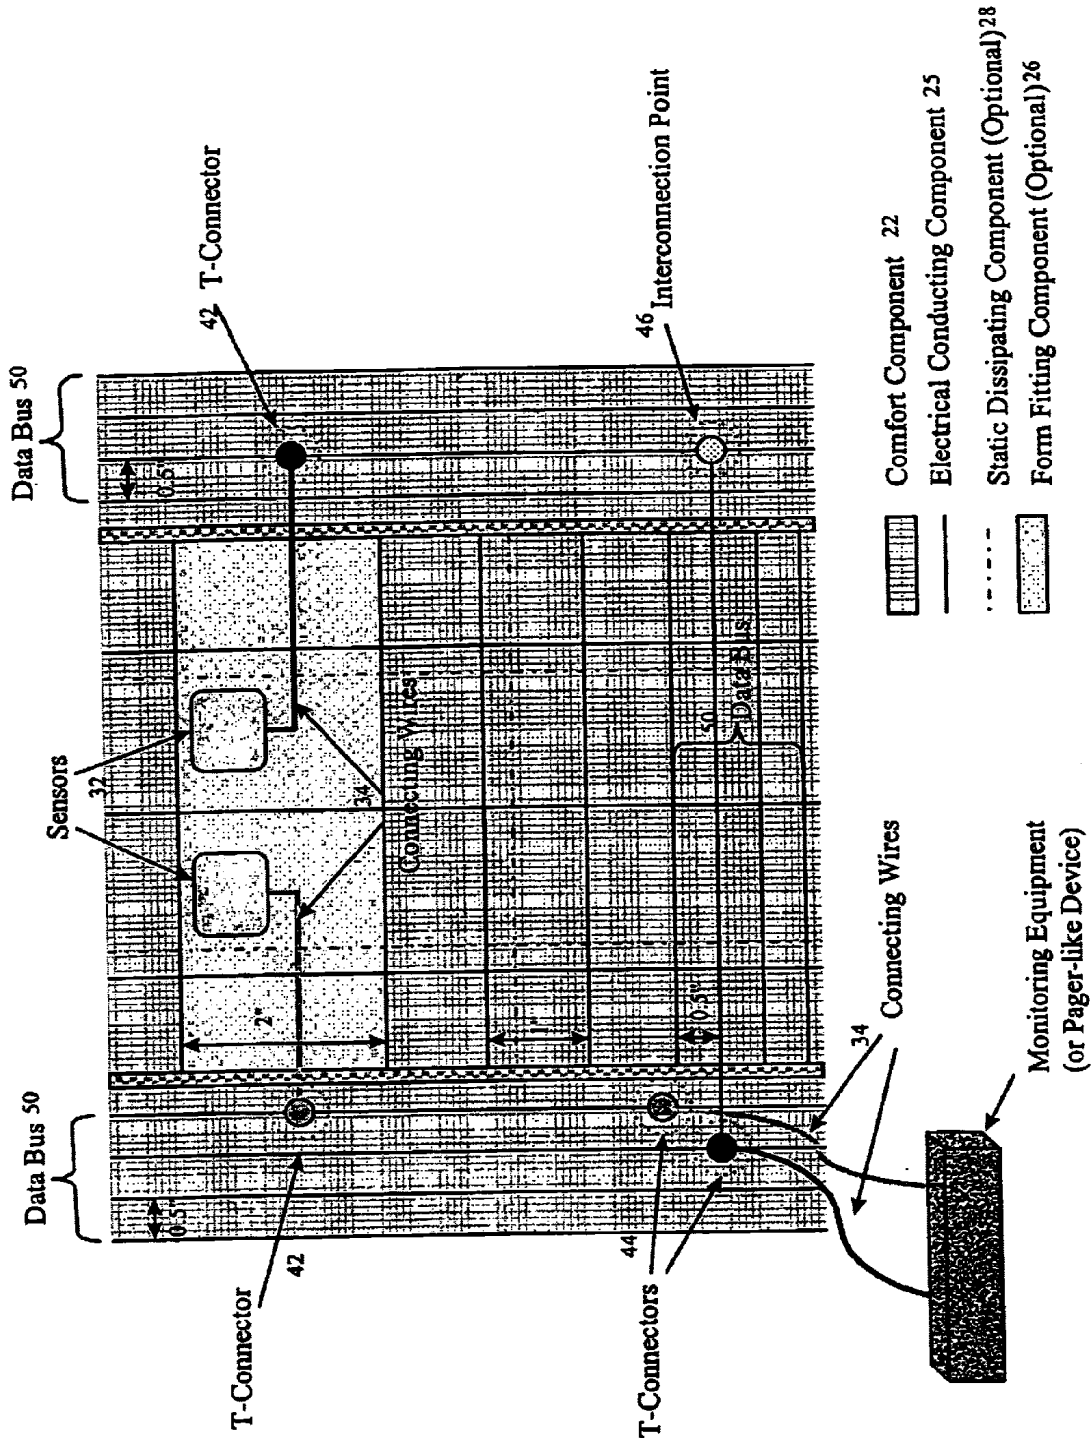 Data Bus 50
Data Bus 50
0.5"
0.5"
42 T-Connector
Sensors
32
34
Connecting Wires
2"
1"
T-Connector
42
46 Interconnection Point
50
Data Bus
0.5"
T-Connectors
44
34 Connecting Wires
Monitoring Equipment
(or Pager-like Device)
Comfort Component 22
Electrical Conducting Component 25
Static Dissipating Component (Optional) 28
Form Fitting Component (Optional) 26